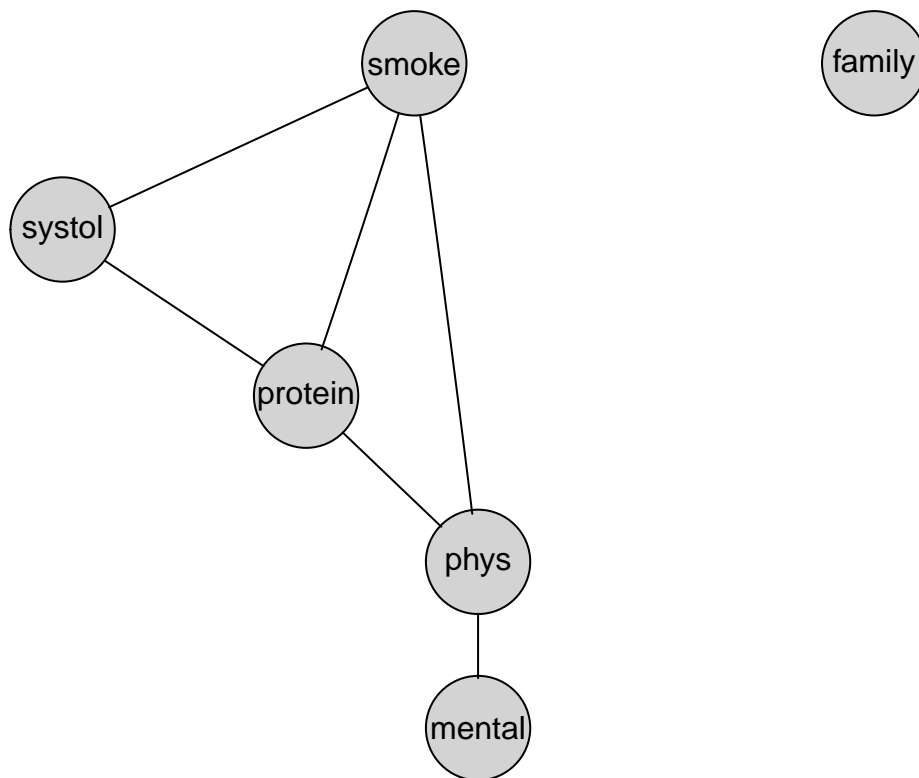 smoke
family
systol
protein
phys
mental